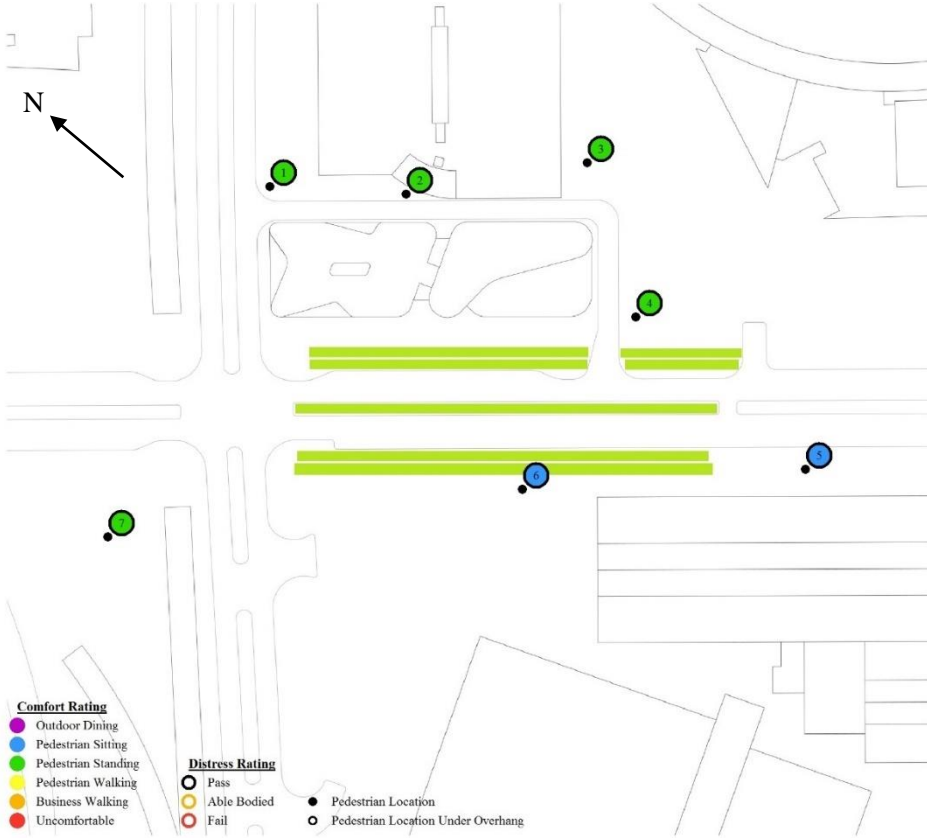 N
3
1
2
4
5
6
7
Comfort Rating
Outdoor Dining
Pedestrian Sitting
Pedestrian Standing
Pedestrian Walking
Business Walking
Uncomfortable
Distress Rating
Pass
Able Bodied
Fail
Pedestrian Location
Pedestrian Location Under Overhang